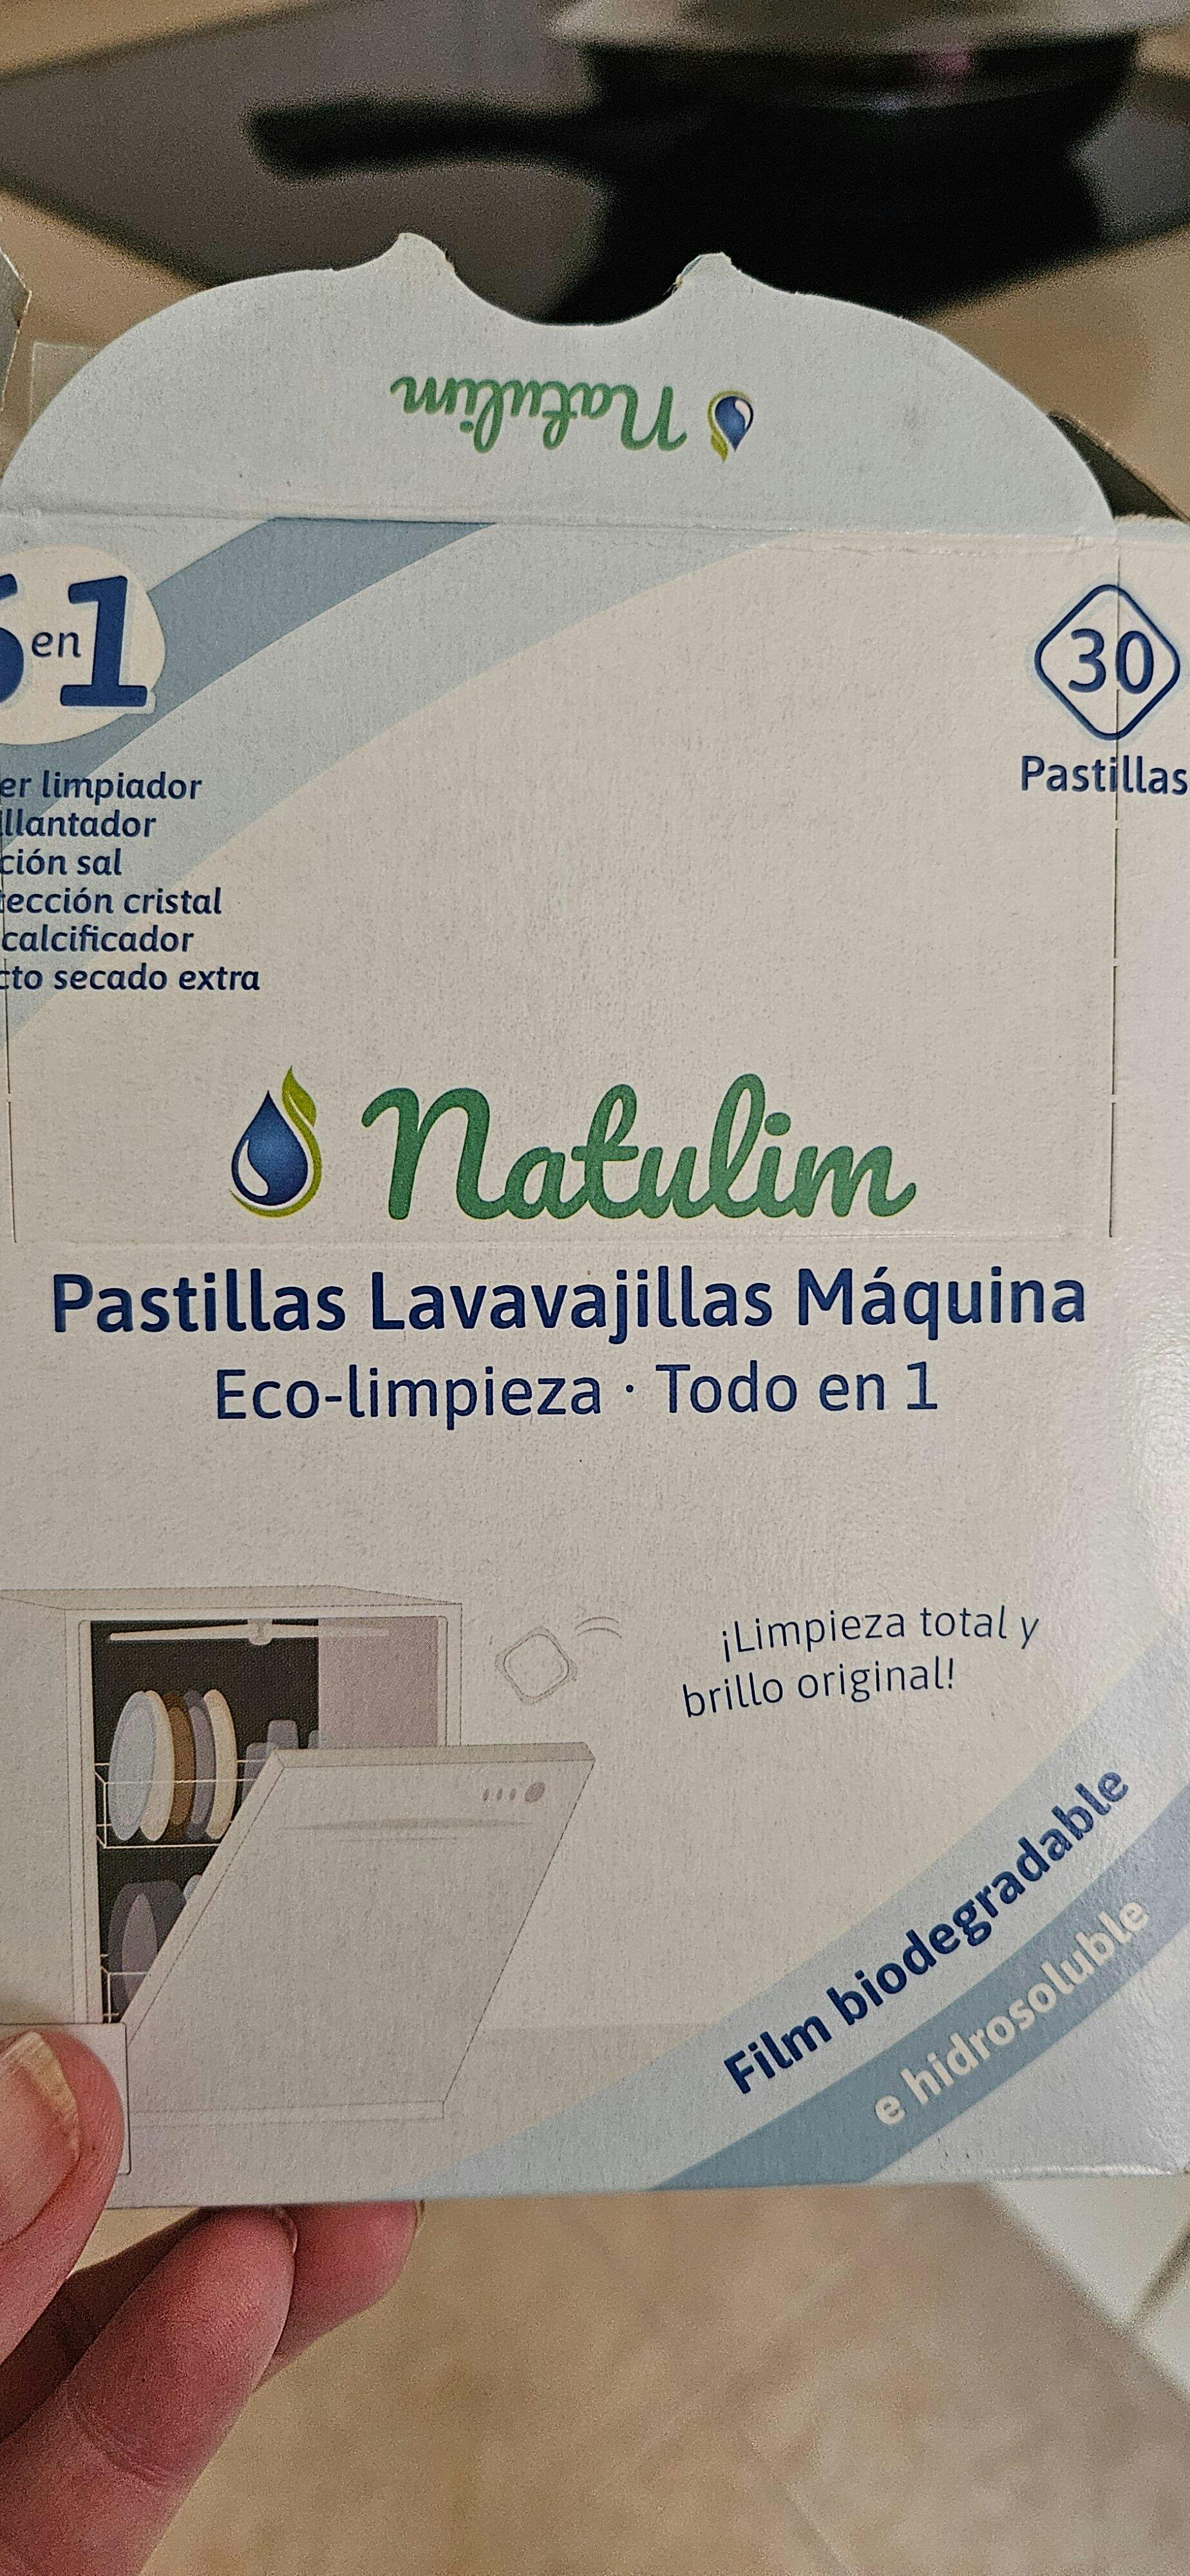 Natulim
en 1
30
Pastillas
limpiador
sal
cristal
secado extra
Natulim
Pastillas Lavavajillas Máquina
Eco-limpieza · Todo en 1
¡Limpieza total y
brillo original!
Film biodegradable
e hidrosoluble